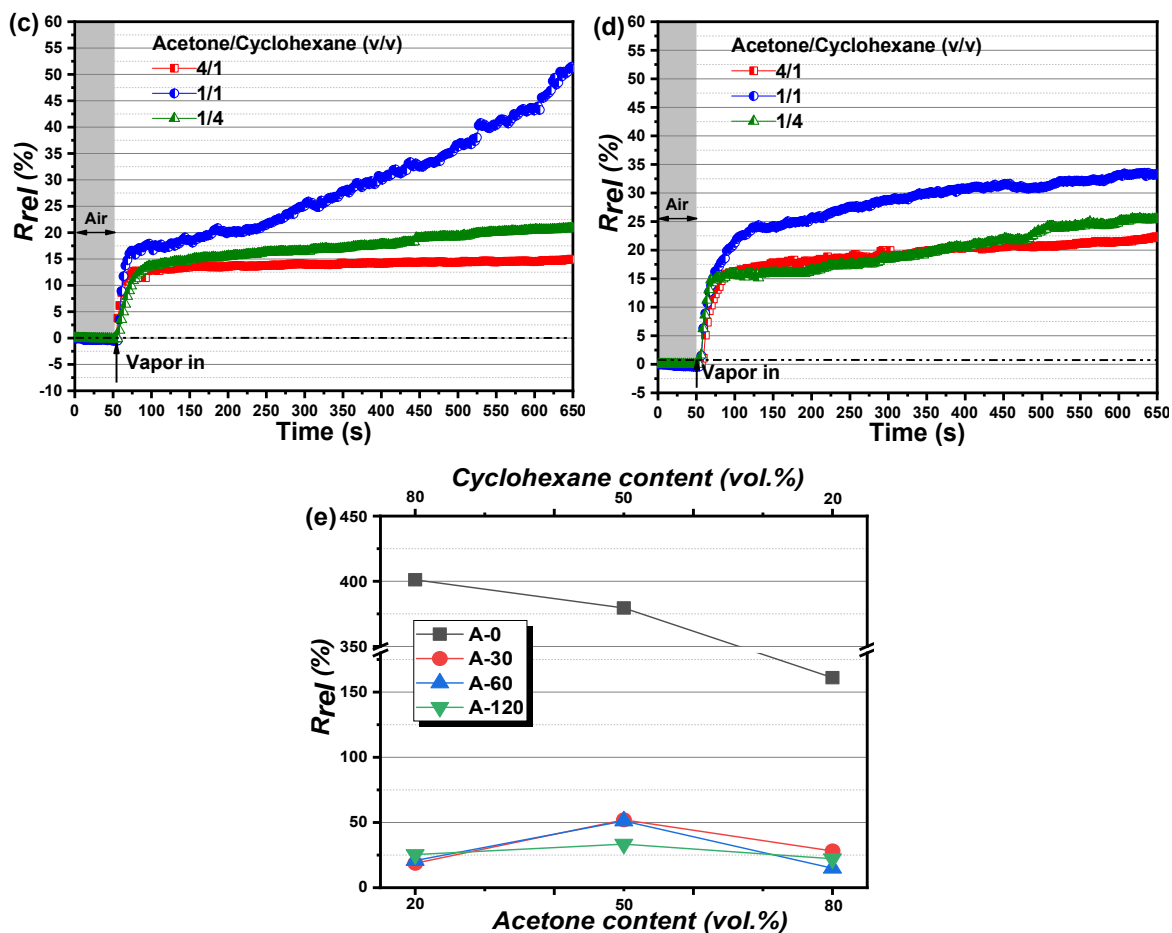 (c)
60
55
50
45
40
35
30
25
20
15
10
5
0
-5
-10
Rrel (%)
Acetone/Cyclohexane (v/v)
4/1
1/1
1/4
Air
Vapor in
0 50 100 150 200 250 300 350 400 450 500 550 600 650
Time (s)
(d)
60
55
50
45
40
35
30
25
20
15
10
5
0
-5
Rrel (%)
Acetone/Cyclohexane (v/v)
4/1
1/1
1/4
Air
Vapor in
0 50 100 150 200 250 300 350 400 450 500 550 600 650
Time (s)
Cyclohexane content (vol.%)
80 50 20
(e)
450
400
350
150
100
50
0
Rrel (%)
A-0
A-30
A-60
A-120
20 50 80
Acetone content (vol.%)